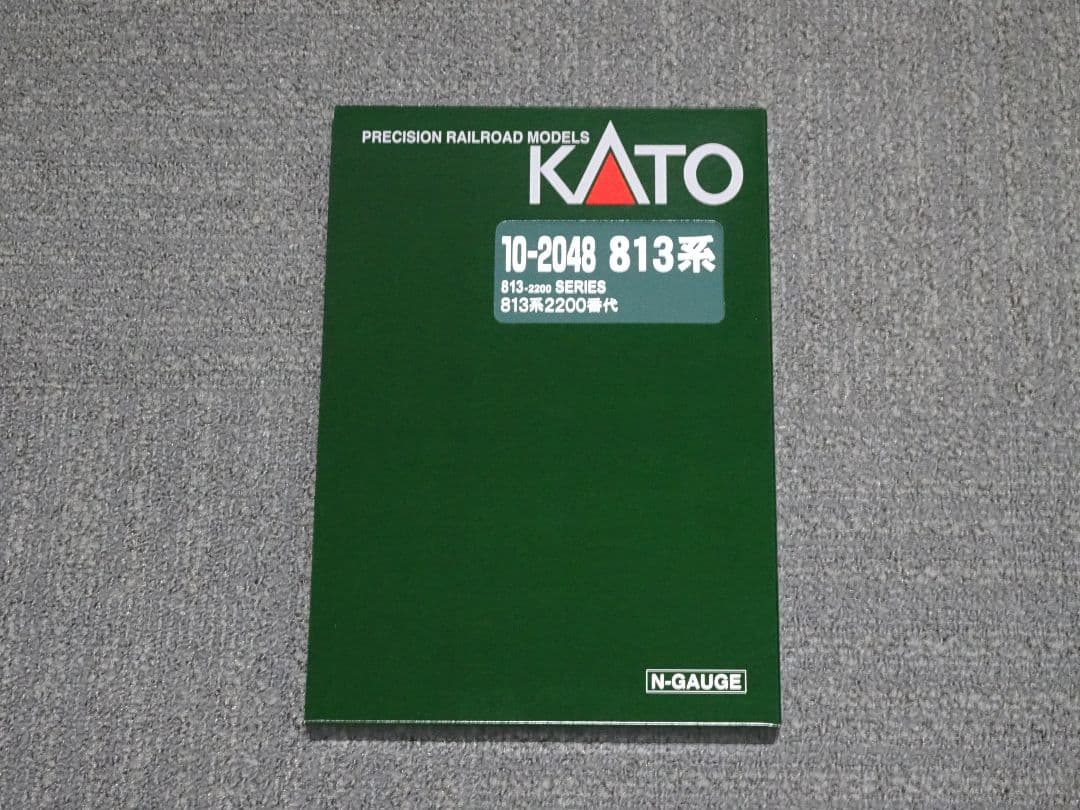 PRECISION RAILROAD MODELS
KATO
10-2048 813系
813-2200 SERIES
813系2200番代
N-GAUGE